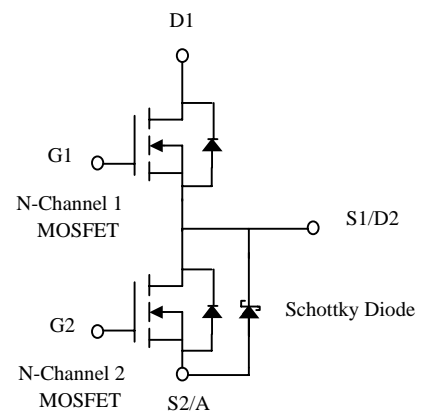 D1
G1
N-Channel 1
MOSFET
S1/D2
Schottky Diode
G2
N-Channel 2
MOSFET
S2/A